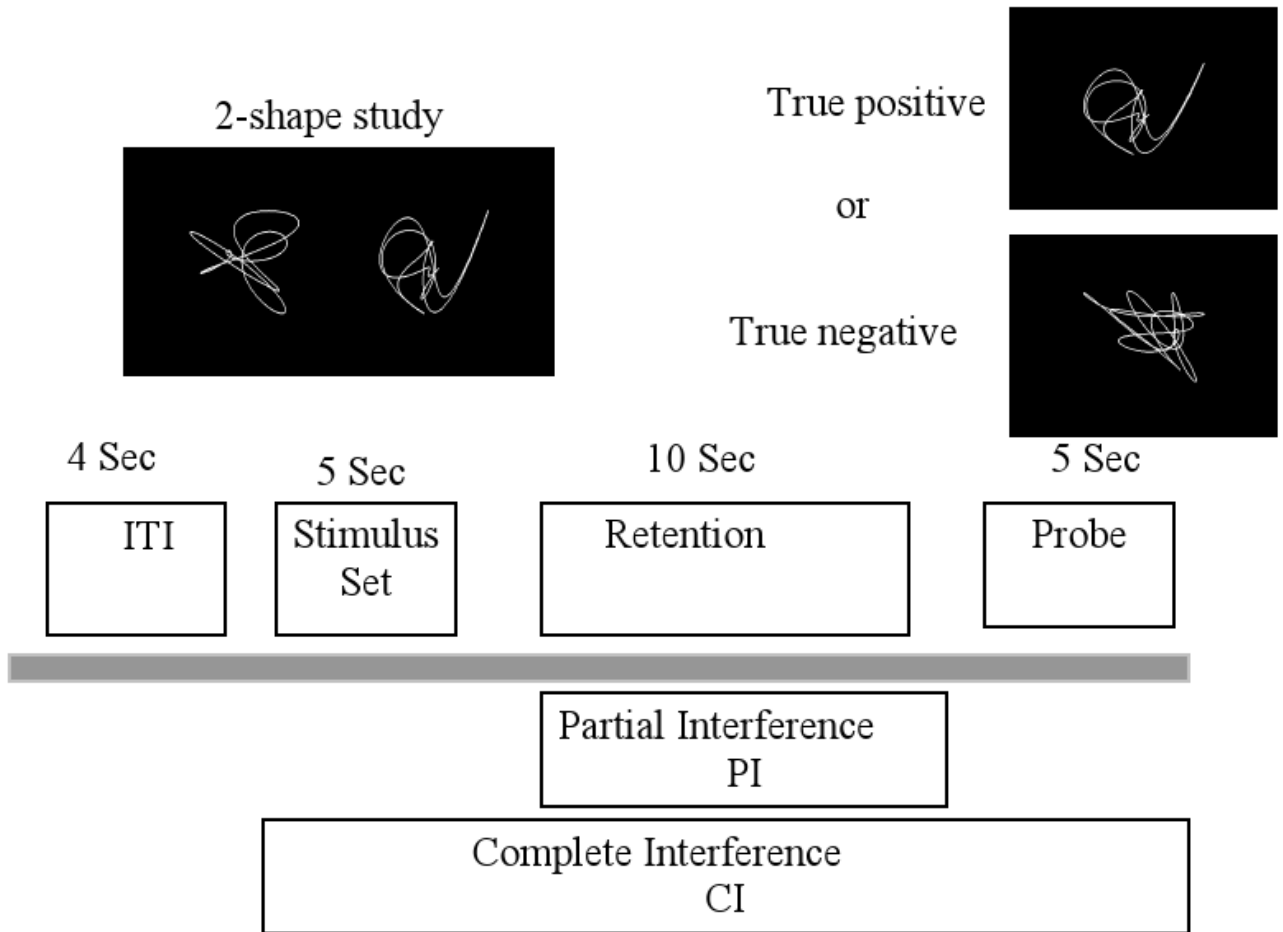 2-shape study
True positive
or
True negative
4 Sec
5 Sec
10 Sec
5 Sec
ITI
Stimulus
Set
Retention
Probe
Partial Interference
PI
Complete Interference
CI